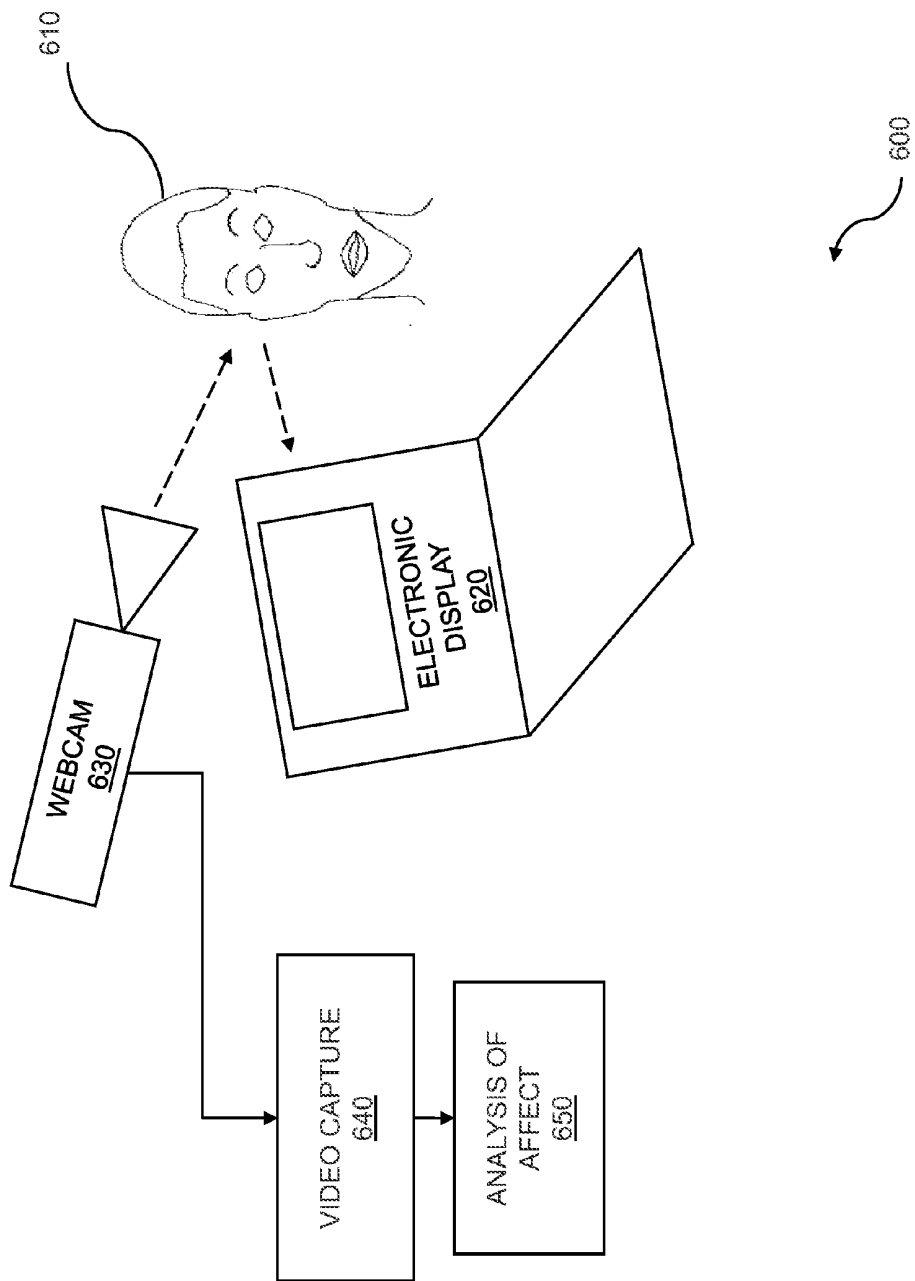 610
WEBCAM
630
ELECTRONIC
DISPLAY
620
VIDEO CAPTURE
640
ANALYSIS OF
AFFECT
650
600